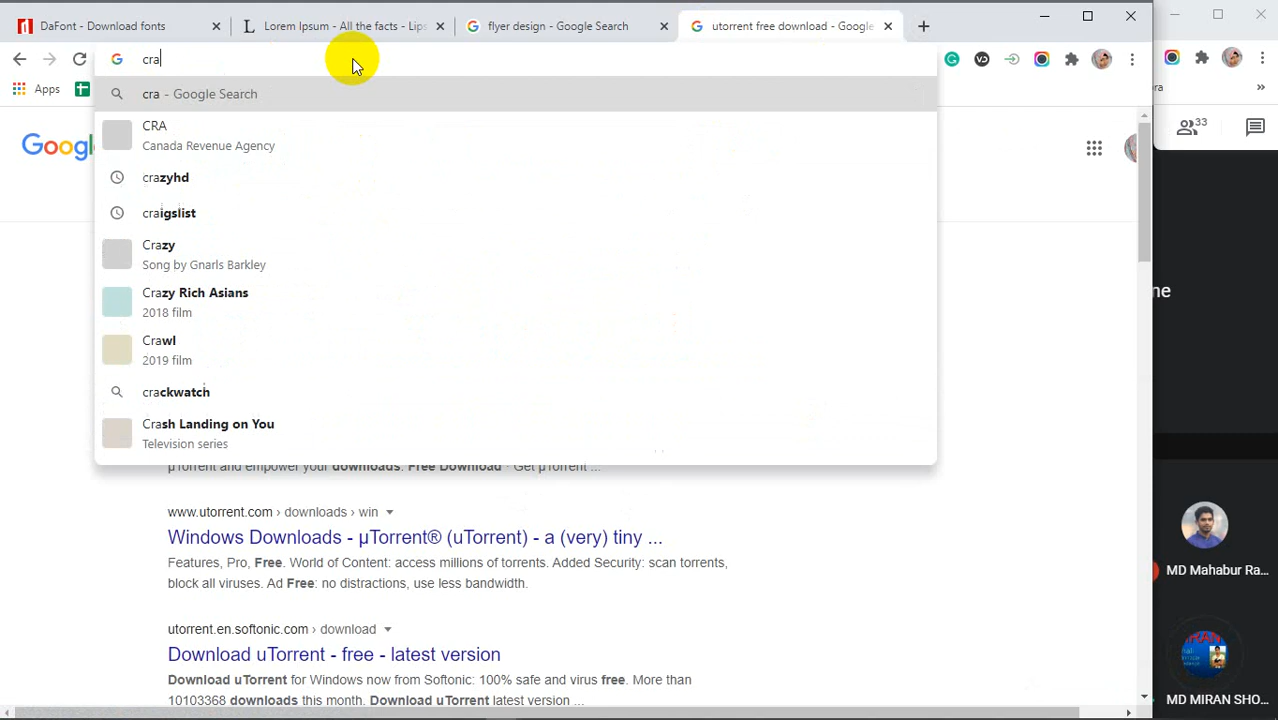 DaFont - Download fonts
Lorem Ipsum - All the facts - Lips
flyer design - Google Search
utorrent free download - Google
cra
Apps
cra - Google Search
CRA
Canada Revenue Agency
crazyhd
craigslist
Crazy
Song by Gnarls Barkley
Crazy Rich Asians
2018 film
Crawl
2019 film
crackwatch
Crash Landing on You
Television series
Googl
33
µTorrent and empower your downloads. Free Download - Get µTorrent ...
www.utorrent.com › downloads › win
Windows Downloads - µTorrent® (uTorrent) - a (very) tiny ...
Features, Pro, Free. World of Content: access millions of torrents. Added Security: scan torrents,
block all viruses. Ad Free: no distractions, use less bandwidth.
utorrent.en.softonic.com › download
Download uTorrent - free - latest version
Download uTorrent for Windows now from Softonic: 100% safe and virus free. More than
10103368 downloads this month. Download uTorrent latest version ...
MD Mahabur Ra...
MD MIRAN SHO...